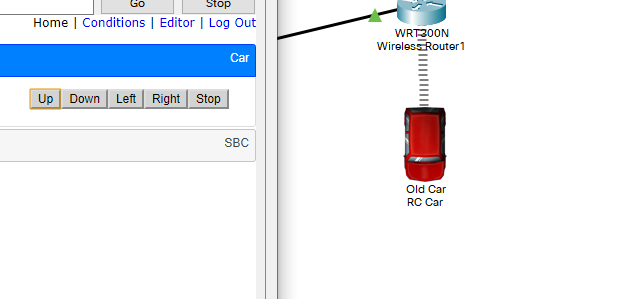 Go Stop
Home | Conditions | Editor | Log Out
Car
Up Down Left Right Stop
SBC
WRT300N
Wireless Router1
Old Car
RC Car